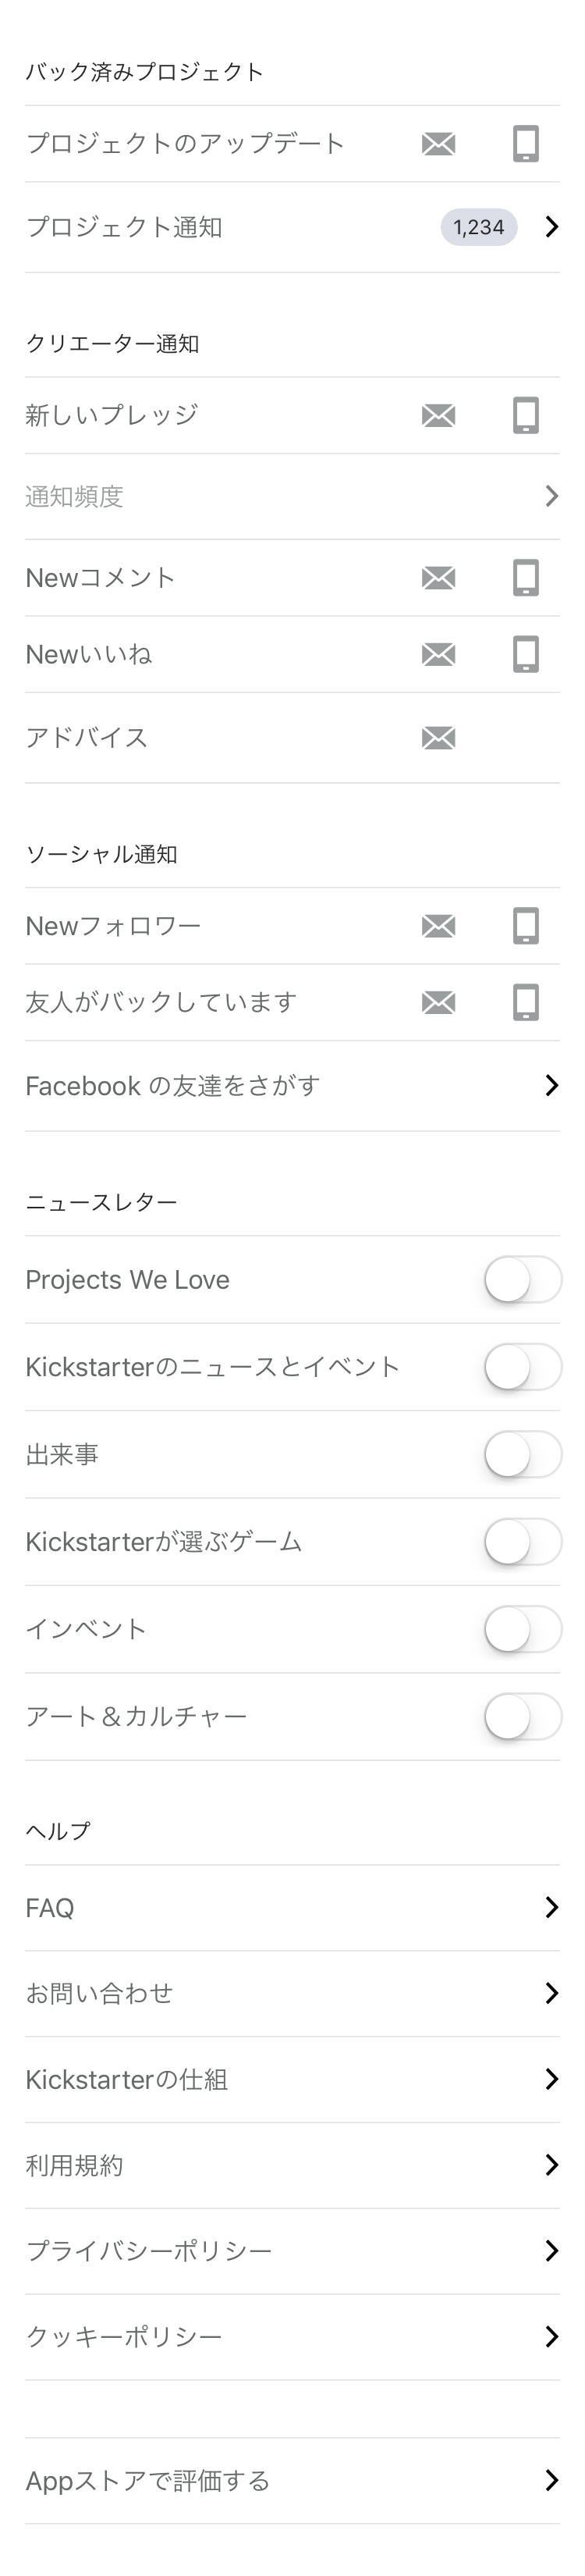 バック済みプロジェクト
プロジェクトのアップデート
プロジェクト通知 1,234
クリエーター通知
新しいプレッジ
通知頻度
Newコメント
Newいいね
アドバイス
ソーシャル通知
Newフォロワー
友人がバックしています
Facebook の友達をさがす
ニュースレター
Projects We Love
Kickstarterのニュースとイベント
出来事
Kickstarterが選ぶゲーム
インベント
アート＆カルチャー
ヘルプ
FAQ
お問い合わせ
Kickstarterの仕組
利用規約
プライバシーポリシー
クッキーポリシー
Appストアで評価する